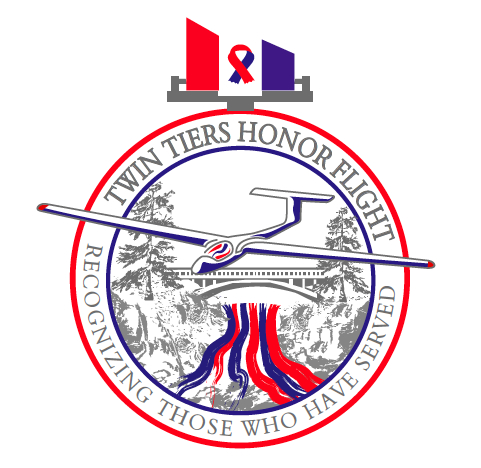 TWIN TIERS HONOR FLIGHT
RECOGNIZING THOSE WHO HAVE SERVED